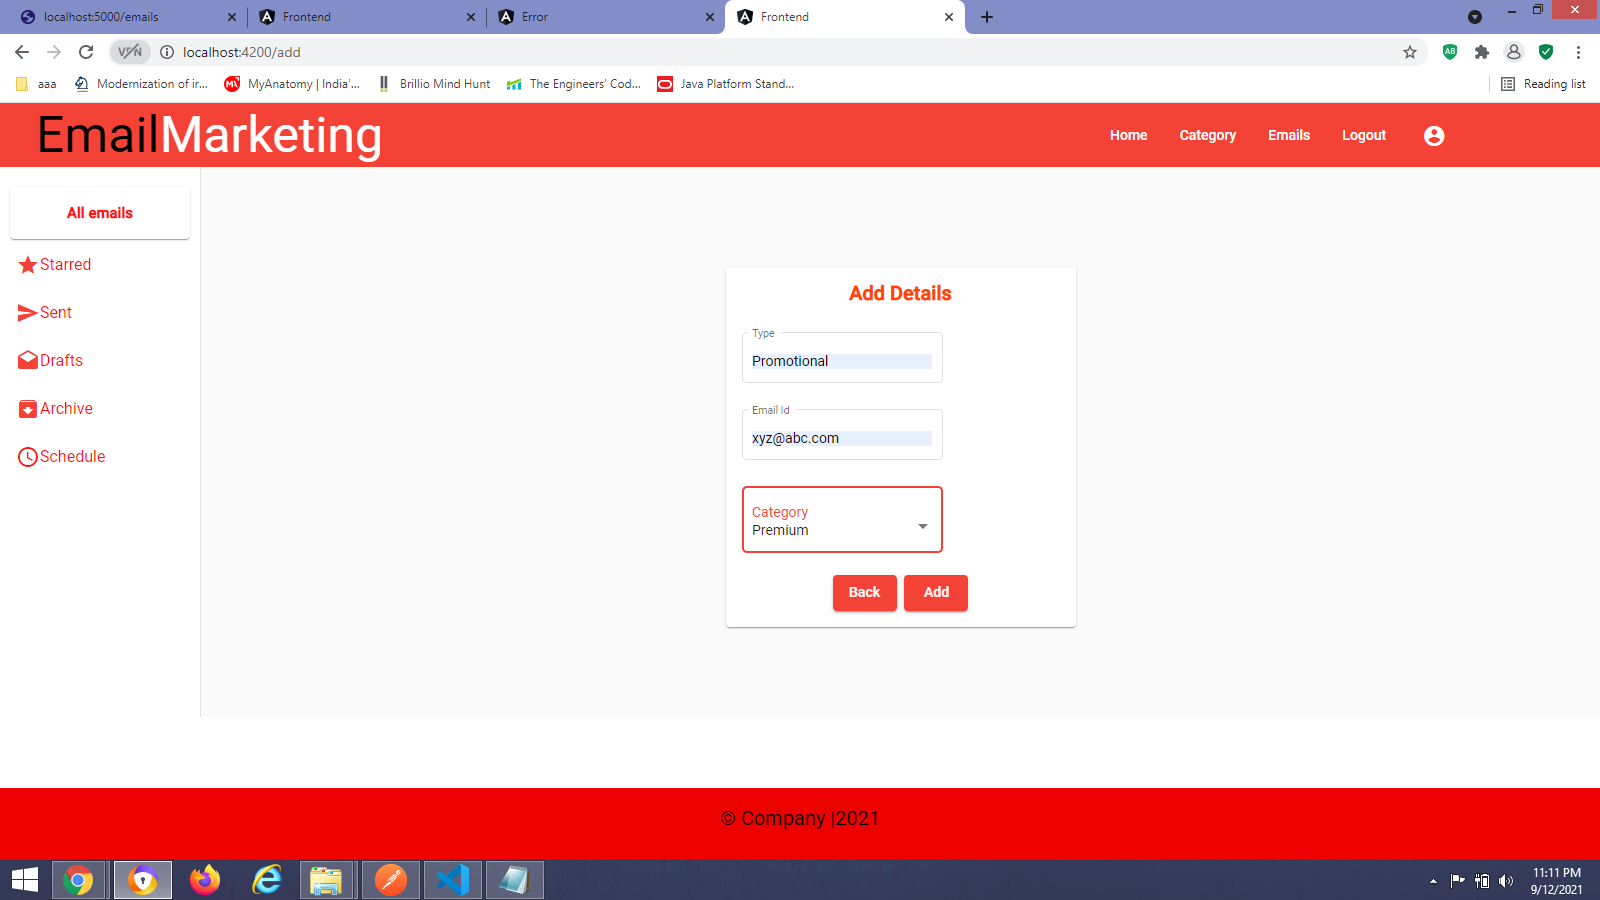 localhost:5000/emails
Frontend
Error
Frontend
VPN
localhost:4200/add
AB
aaa
Modernization of ir...
MyAnatomy | India'...
Brillio Mind Hunt
The Engineers' Cod...
Java Platform Stand...
Reading list
EmailMarketing
Home
Category
Emails
Logout
All emails
Starred
Sent
Drafts
Archive
Schedule
Add Details
Type
Promotional
Email Id
xyz@abc.com
Category
Premium
Back
Add
© Company |2021
11:11 PM
9/12/2021